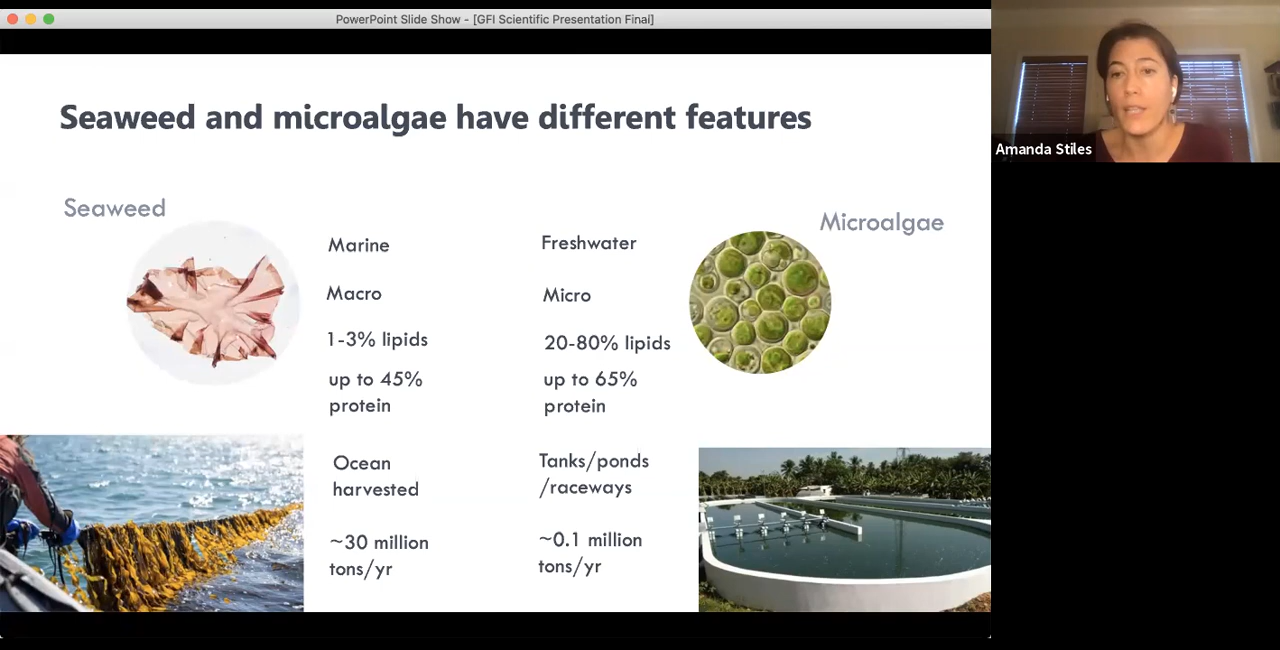 PowerPoint Slide Show - [GFI Scientific Presentation Final]
Seaweed and microalgae have different features
Seaweed
Microalgae
Marine
Freshwater
Macro
Micro
1-3% lipids
20-80% lipids
up to 45%
protein
up to 65%
protein
Ocean
harvested
Tanks/ponds
/raceways
~30 million
tons/yr
~0.1 million
tons/yr
Amanda Stiles